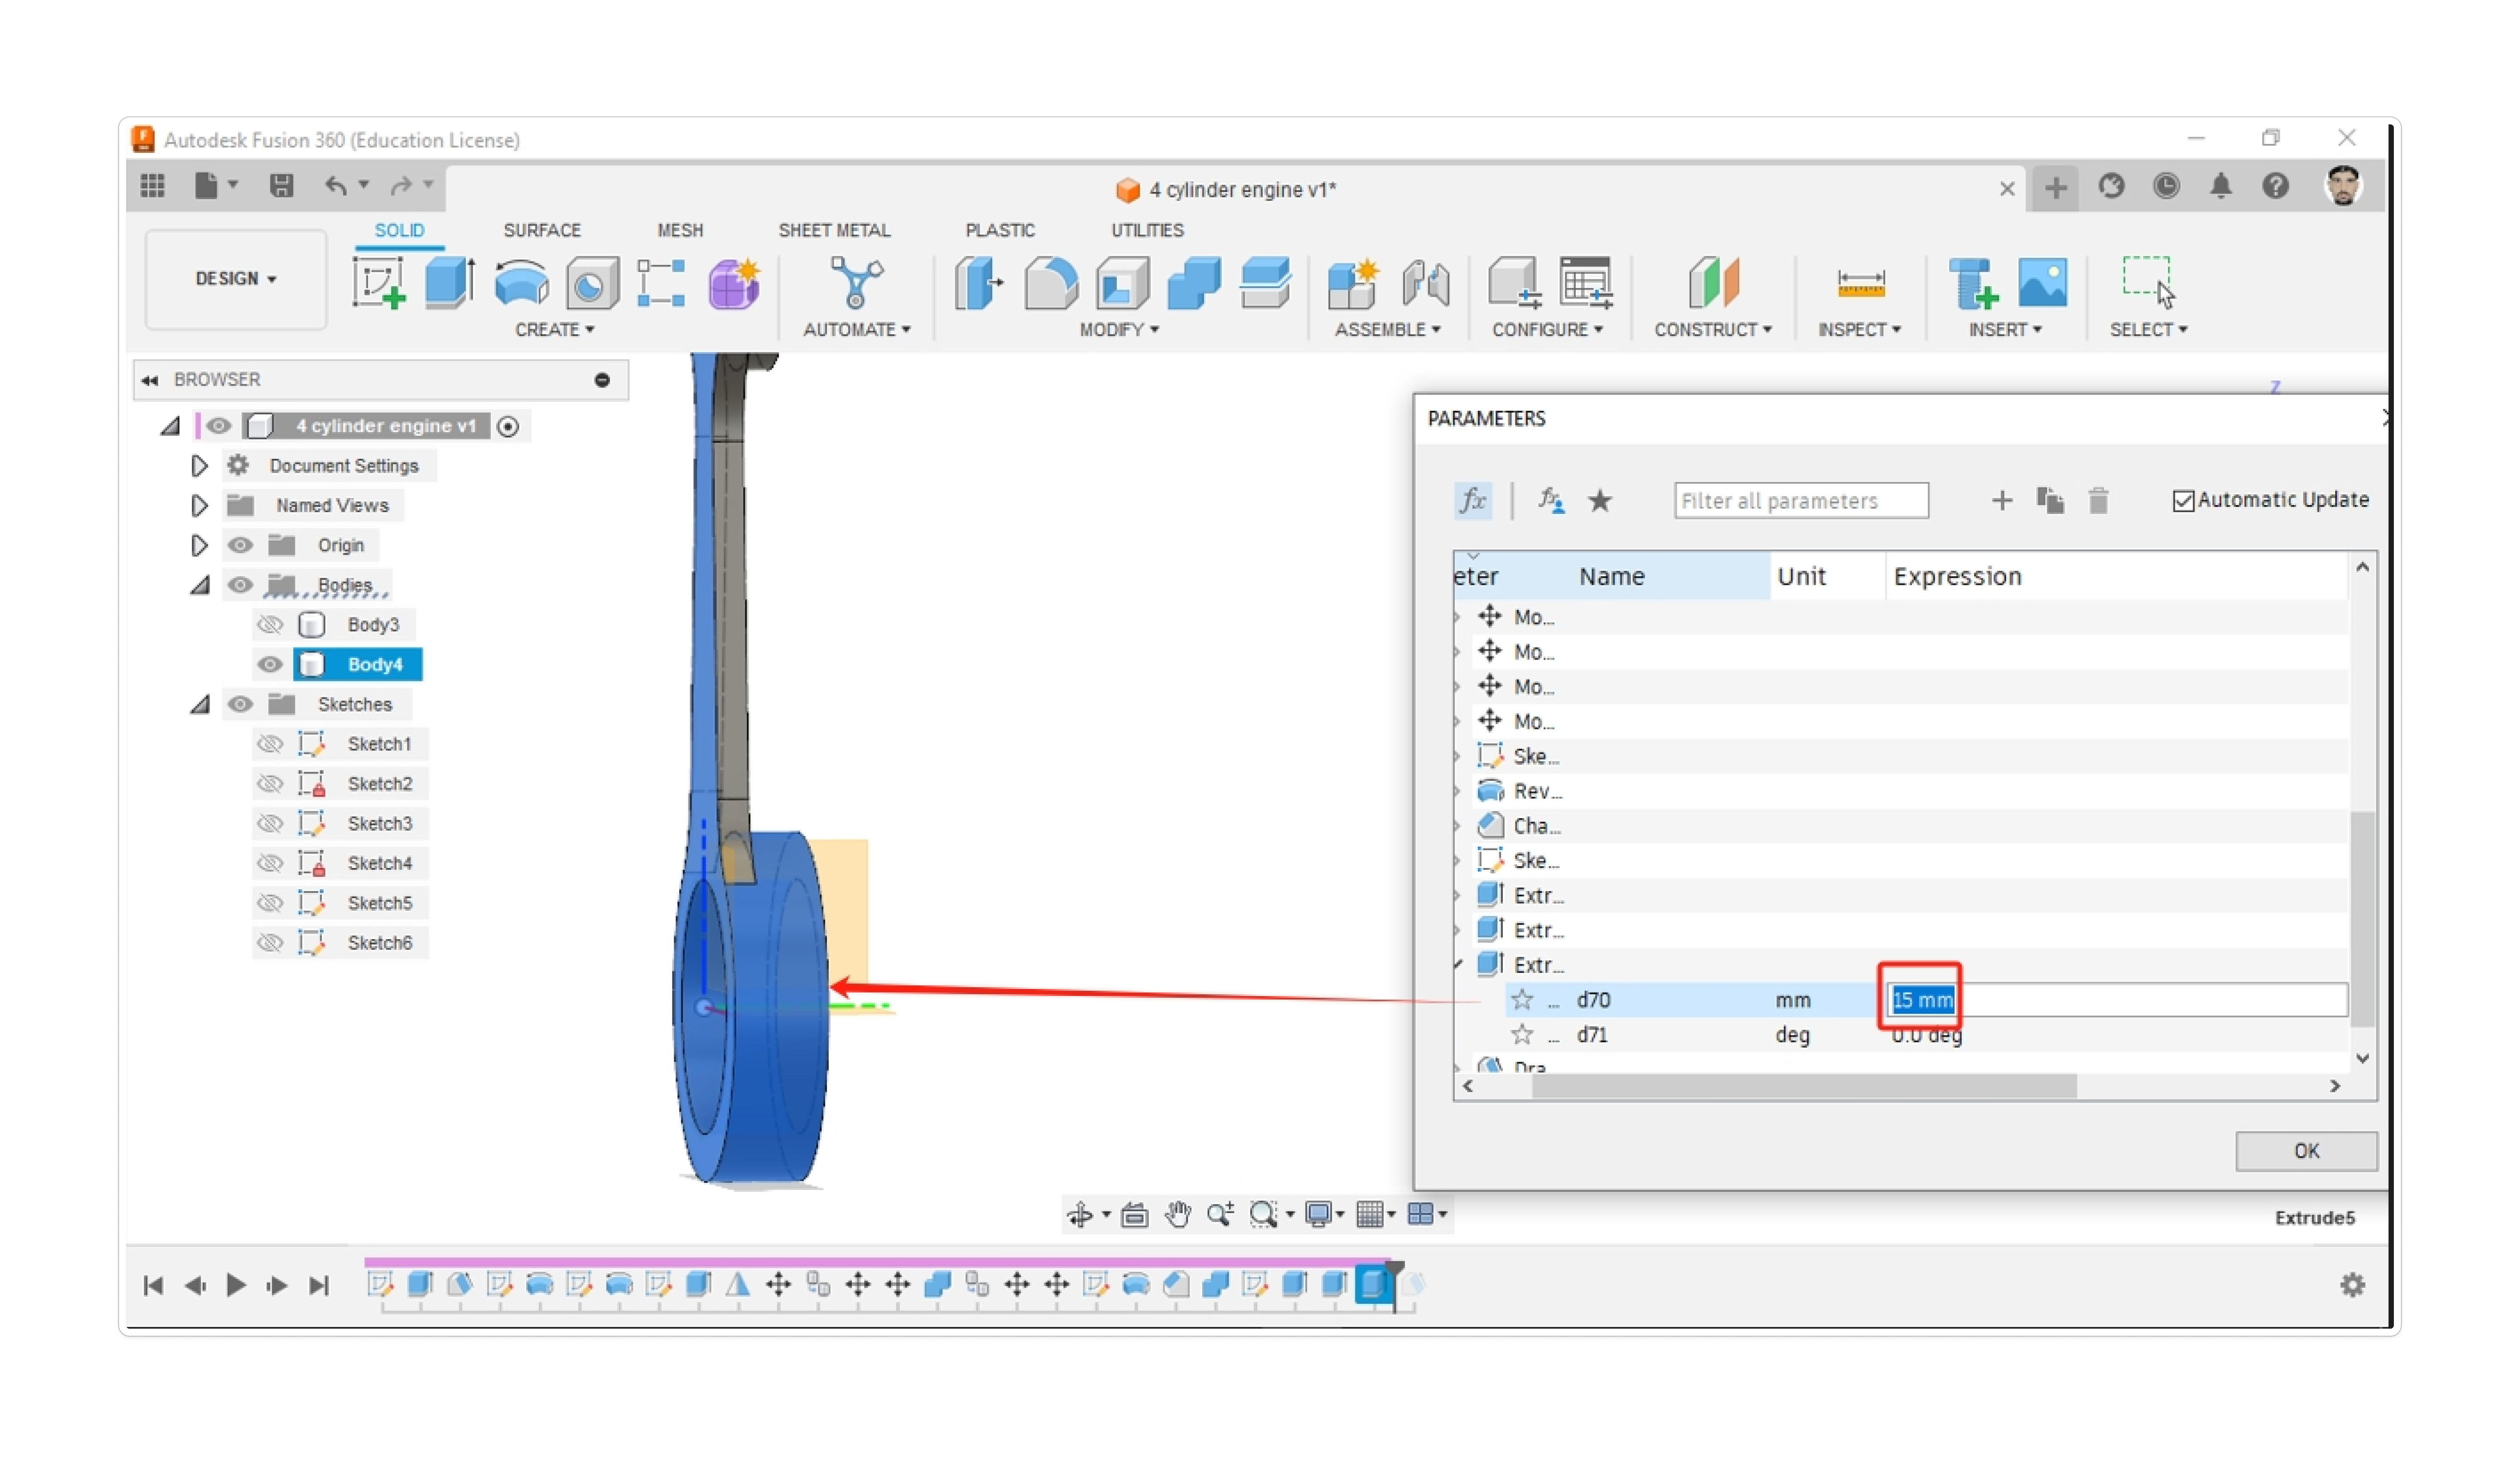 Autodesk Fusion 360 (Education License)
4 cylinder engine v1*
SOLID SURFACE MESH SHEET METAL PLASTIC UTILITIES
DESIGN
CREATE AUTOMATE MODIFY ASSEMBLE CONFIGURE CONSTRUCT INSPECT INSERT SELECT
BROWSER
4 cylinder engine v1
Document Settings
Named Views
Origin
Bodies
Body3
Body4
Sketches
Sketch1
Sketch2
Sketch3
Sketch4
Sketch5
Sketch6
Z
PARAMETERS
fx
Filter all parameters
Automatic Update
eter Name Unit Expression
Mo...
Mo...
Mo...
Mo...
Ske...
Rev...
Cha...
Ske...
Extr...
Extr...
Extr...
... d70 mm 15 mm
... d71 deg 0.0 deg
Dra
OK
Extrude5